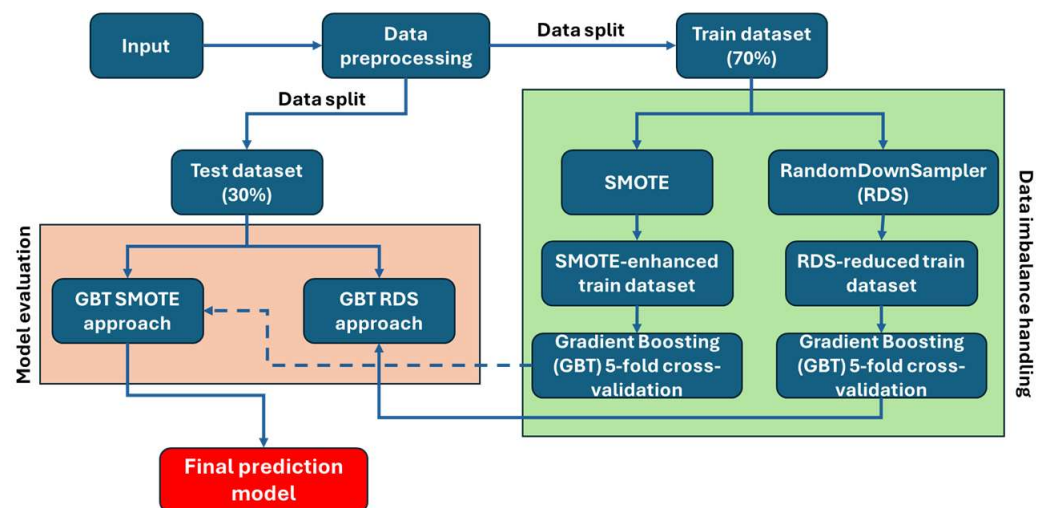 Input
Data
preprocessing
Data split
Train dataset
(70%)
Data split
Test dataset
(30%)
SMOTE
RandomDownSampler
(RDS)
SMOTE-enhanced
train dataset
RDS-reduced train
dataset
Gradient Boosting
(GBT) 5-fold cross-
validation
Gradient Boosting
(GBT) 5-fold cross-
validation
Data imbalance handling
Model evaluation
GBT SMOTE
approach
GBT RDS
approach
Final prediction
model